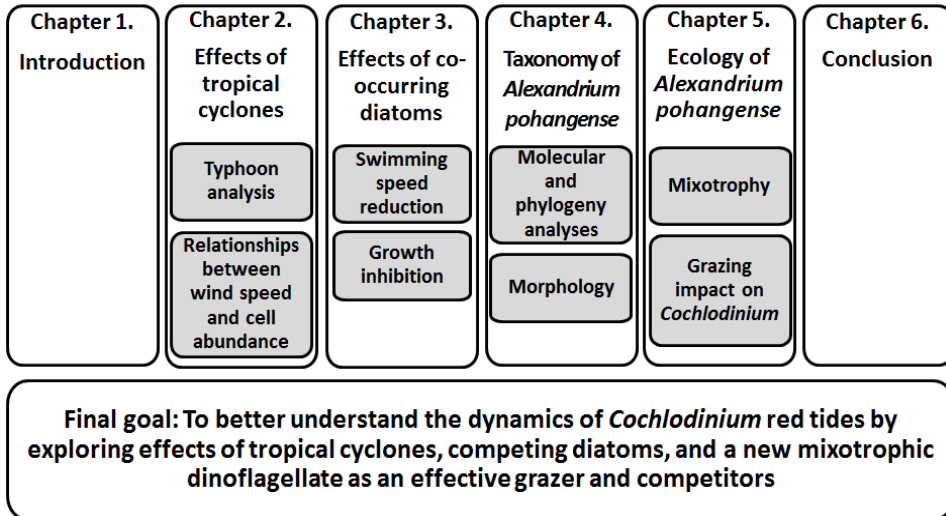 Chapter 1.
Introduction
Chapter 2.
Effects of
tropical
cyclones
Typhoon
analysis
Relationships
between
wind speed
and cell
abundance
Chapter 3.
Effects of co-
occurring
diatoms
Swimming
speed
reduction
Growth
inhibition
Chapter 4.
Taxonomy of
Alexandrium
pohangense
Molecular
and
phylogeny
analyses
Morphology
Chapter 5.
Ecology of
Alexandrium
pohangense
Mixotrophy
Grazing
impact on
Cochlodinium
Chapter 6.
Conclusion
Final goal: To better understand the dynamics of Cochlodinium red tides by
exploring effects of tropical cyclones, competing diatoms, and a new mixotrophic
dinoflagellate as an effective grazer and competitors